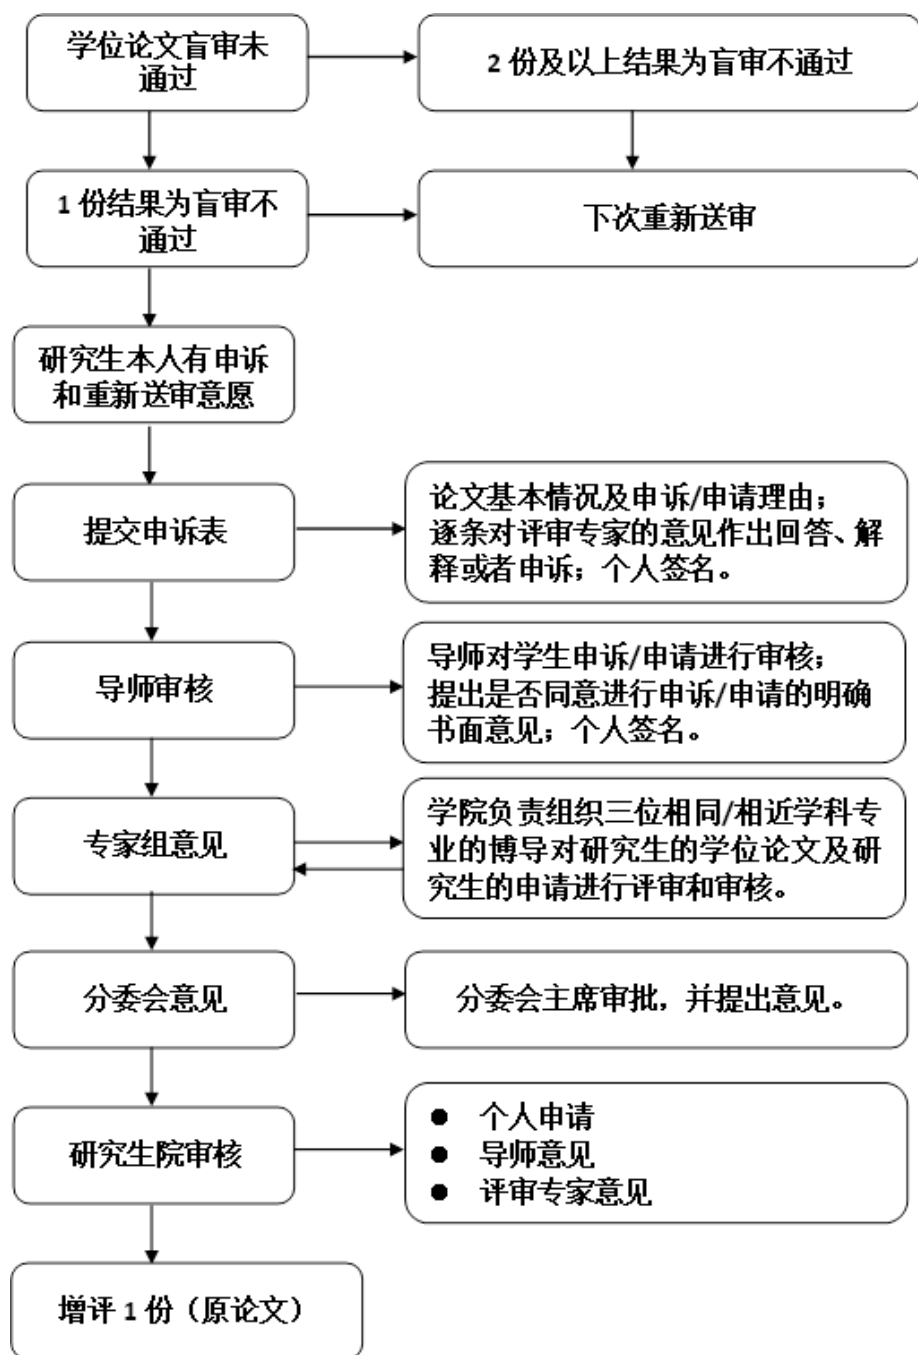 学位论文盲审未
通过
2 份及以上结果为盲审不通过
1 份结果为盲审不
通过
下次重新送审
研究生本人有申诉
和重新送审意愿
提交申诉表
论文基本情况及申诉/申请理由；
逐条对评审专家的意见作出回答、解
释或者申诉；个人签名。
导师审核
导师对学生申诉/申请进行审核；
提出是否同意进行申诉/申请的明确
书面意见；个人签名。
专家组意见
学院负责组织三位相同/相近学科专
业的博导对研究生的学位论文及研
究生的申请进行评审和审核。
分委会意见
分委会主席审批，并提出意见。
研究生院审核
● 个人申请
● 导师意见
● 评审专家意见
增评 1 份（原论文）